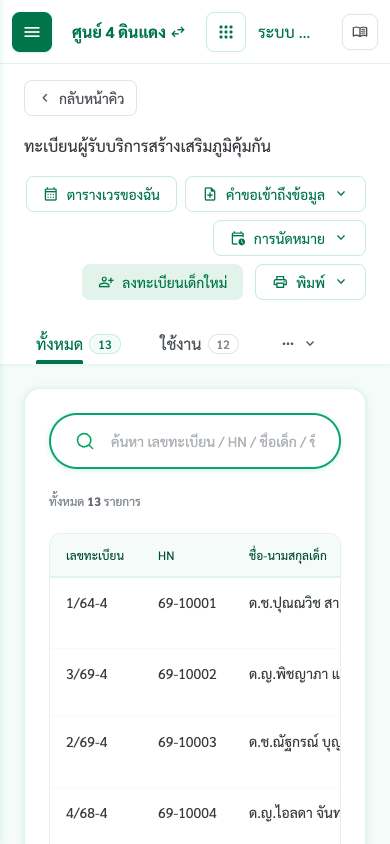 ศูนย์ 4 ดินแดง
ระบบ ...
กลับหน้าคิว
ทะเบียนผู้รับบริการสร้างเสริมภูมิคุ้มกัน
ตารางเวรของฉัน
คำขอเข้าถึงข้อมูล
การนัดหมาย
ลงทะเบียนเด็กใหม่
พิมพ์
ทั้งหมด 13
ใช้งาน 12
...
ค้นหา เลขทะเบียน / HN / ชื่อเด็ก /
ทั้งหมด 13 รายการ
เลขทะเบียน HN ชื่อ-นามสกุลเด็ก
1/64-4 69-10001 ด.ช.ปุณณวิช สา
3/69-4 69-10002 ด.ญ.พิชญาภา แ
2/69-4 69-10003 ด.ช.ณัฐกรณ์ บุญ
4/68-4 69-10004 ด.ญ.ไอลดา จันท